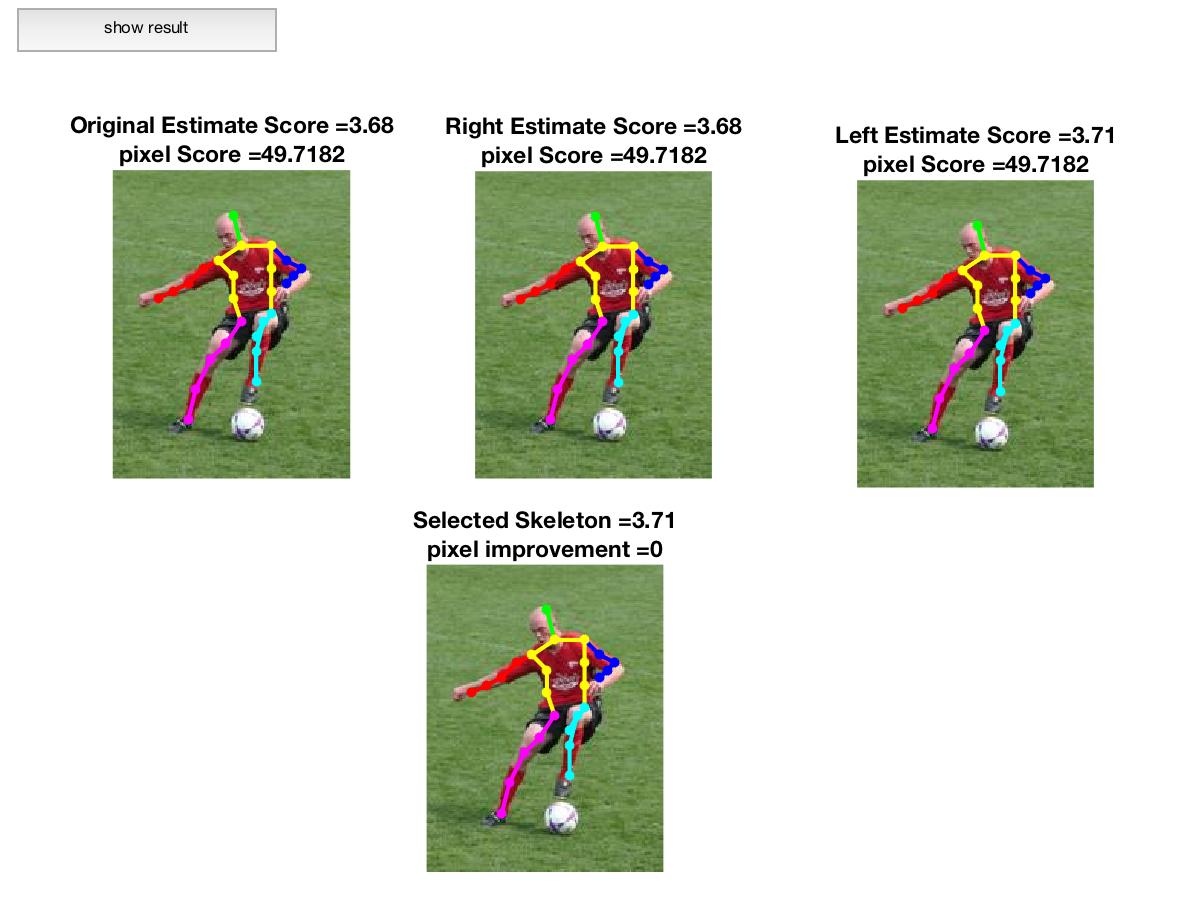 show result
Original Estimate Score =3.68
pixel Score =49.7182
Right Estimate Score =3.68
pixel Score =49.7182
Left Estimate Score =3.71
pixel Score =49.7182
Selected Skeleton =3.71
pixel improvement =0